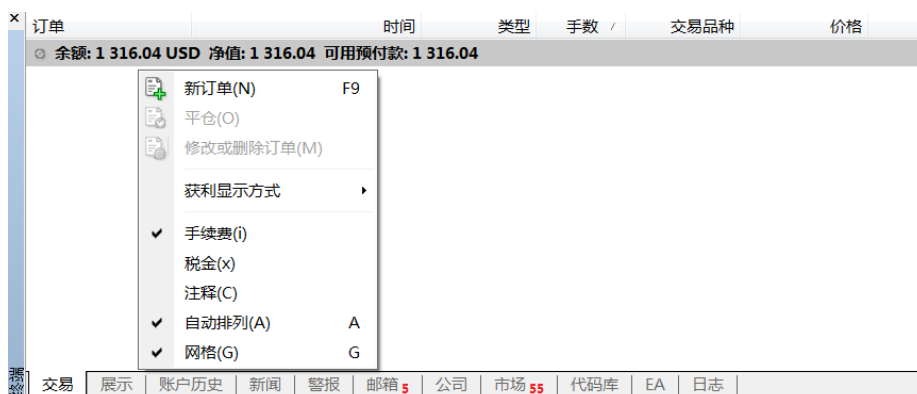 订单 时间 类型 手数 / 交易品种 价格
余额: 1 316.04 USD 净值: 1 316.04 可用预付款: 1 316.04
新订单(N) F9
平仓(O)
修改或删除订单(M)
获利显示方式
手续费(i)
税金(x)
注释(C)
自动排列(A) A
网格(G) G
交易 展示 账户历史 新闻 警报 邮箱 5 公司 市场 55 代码库 EA 日志